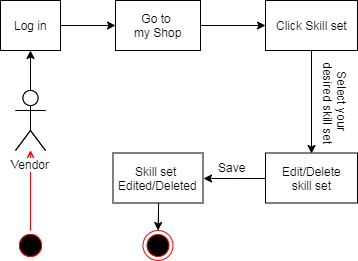 Log in
Go to
my Shop
Click Skill set
Select your
desired skill set
Vendor
Skill set
Edited/Deleted
Save
Edit/Delete
skill set